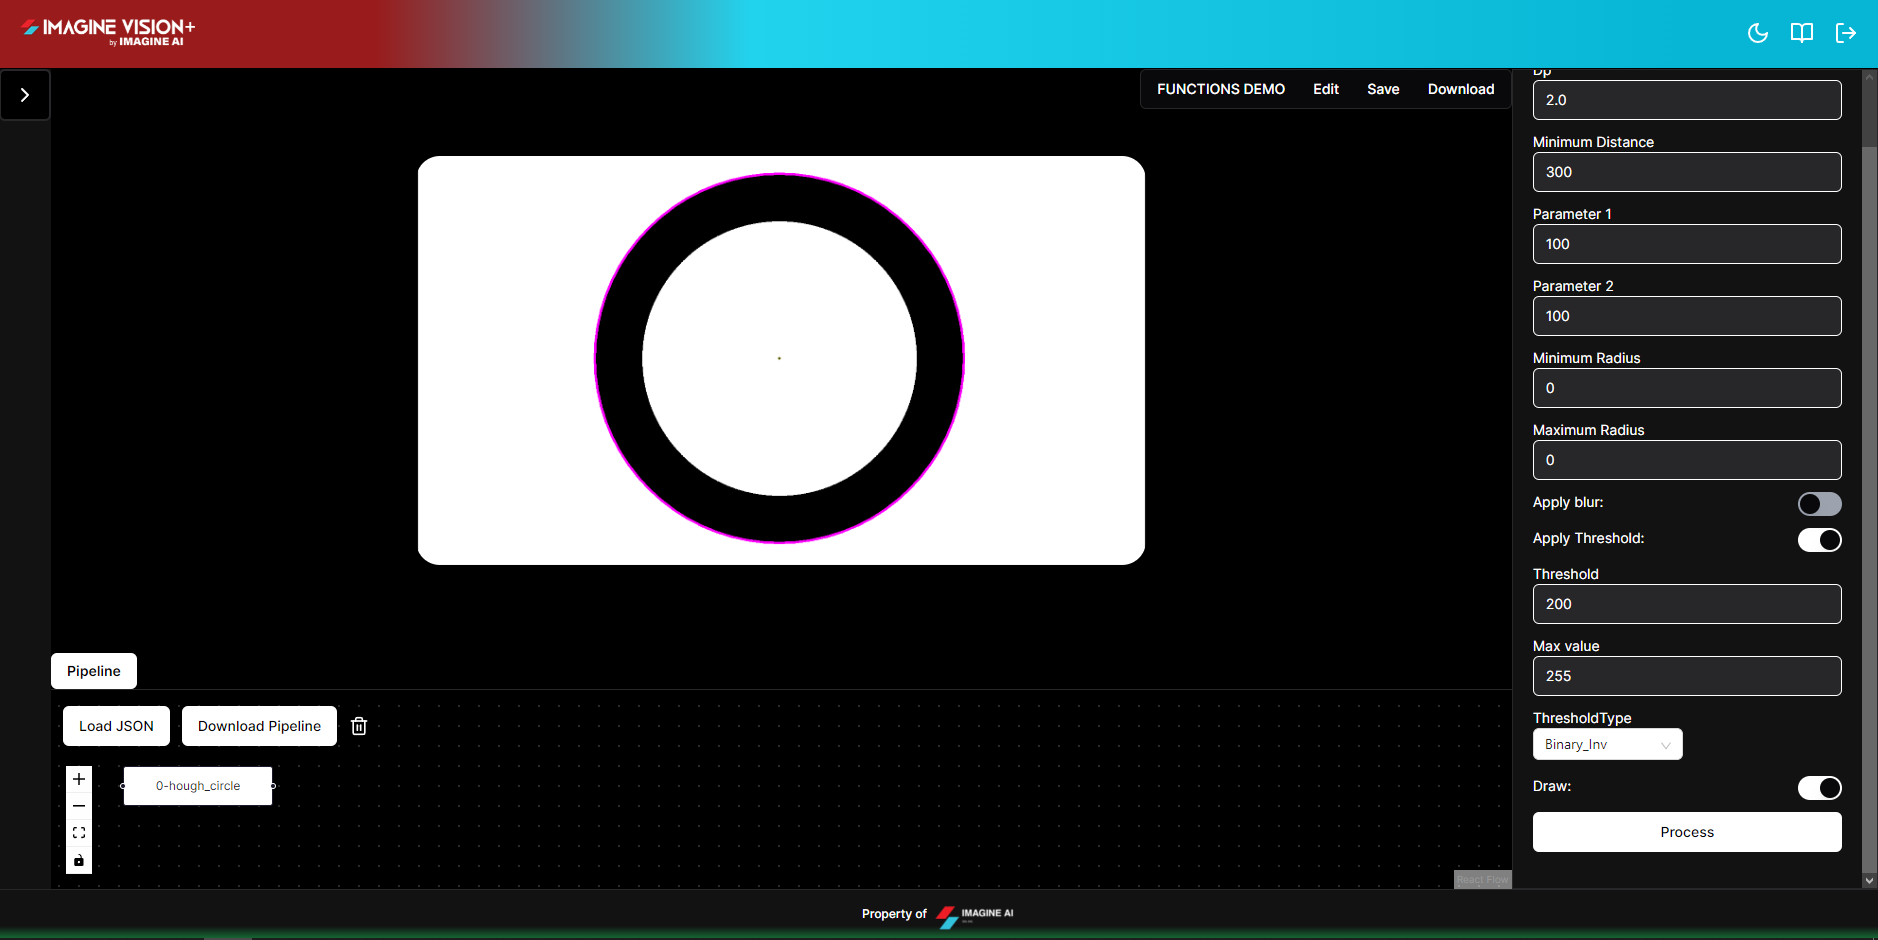 IMAGINE VISION+
by IMAGINE AI
FUNCTIONS DEMO Edit Save Download
Dp
2.0
Minimum Distance
300
Parameter 1
100
Parameter 2
100
Minimum Radius
0
Maximum Radius
0
Apply blur:
Apply Threshold:
Threshold
200
Max value
255
ThresholdType
Binary_Inv
Draw:
Process
Pipeline
Load JSON Download Pipeline
0-hough_circle
React Flow
Property of IMAGINE AI